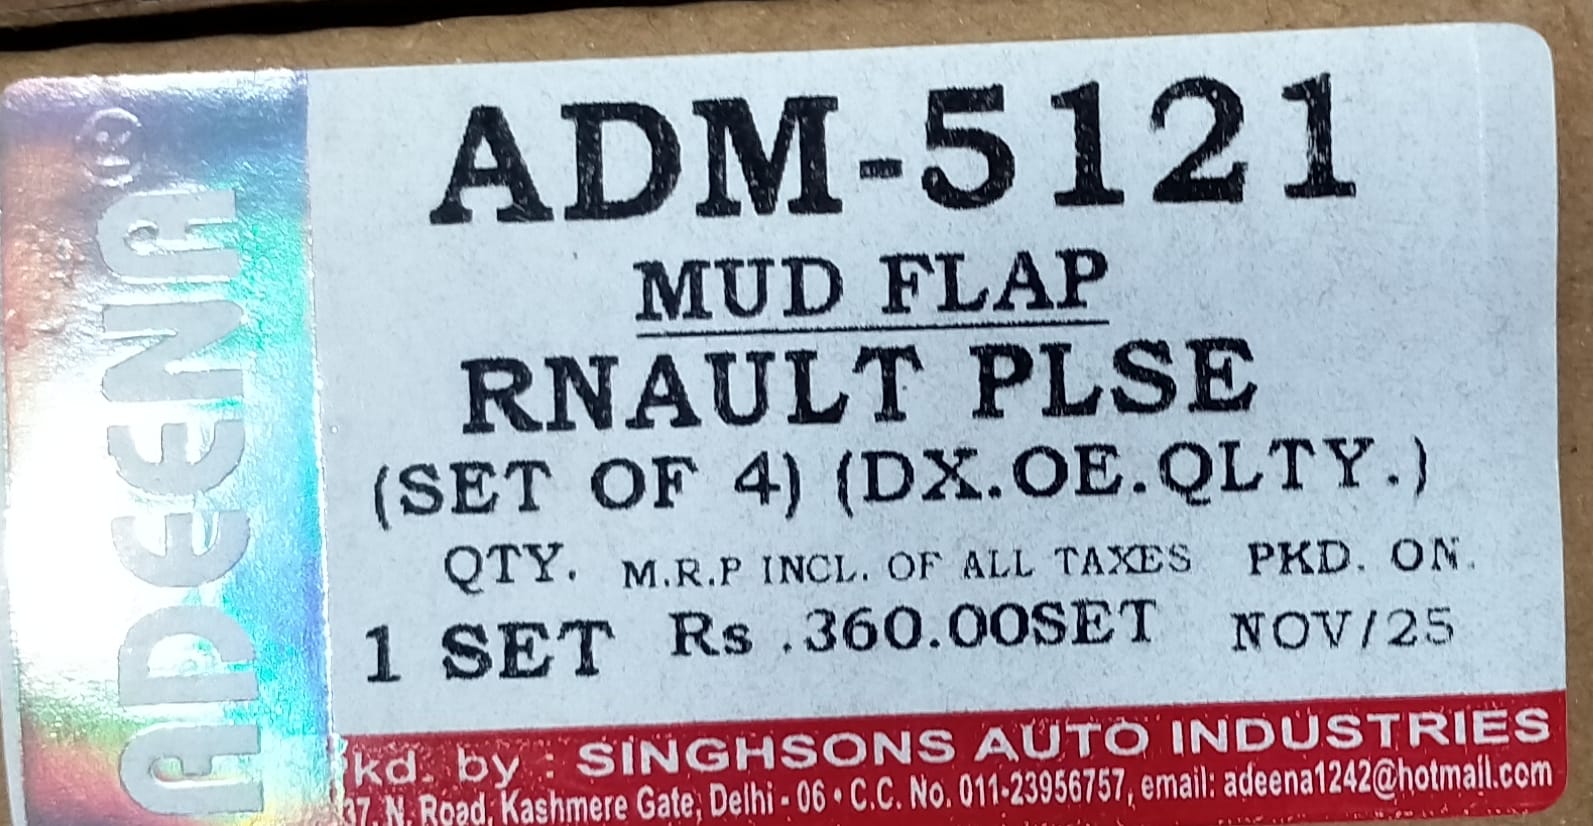 ADEENA®
ADM-5121
MUD FLAP
RNAULT PLSE
(SET OF 4) (DX.OE.QLTY.)
QTY. M.R.P INCL. OF ALL TAXES PKD. ON.
1 SET Rs .360.00SET NOV/25
kd. by : SINGHSONS AUTO INDUSTRIES
37, N. Road, Kashmere Gate, Delhi - 06 • C.C. No. 011-23956757, email: adeena1242@hotmail.com